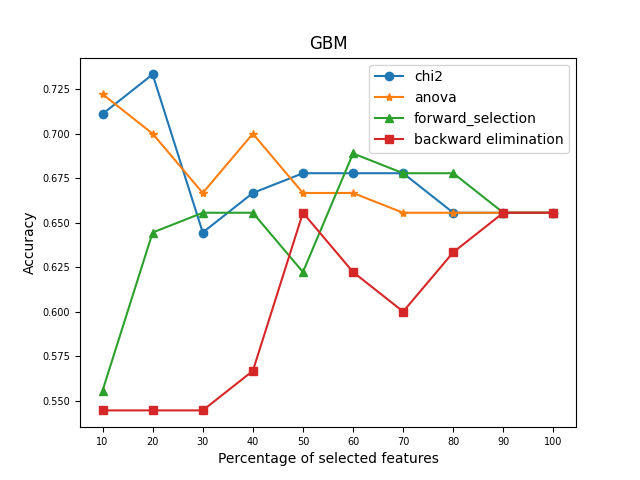 GBM
chi2
anova
forward_selection
backward elimination
Accuracy
0.725
0.700
0.675
0.650
0.625
0.600
0.575
0.550
10 20 30 40 50 60 70 80 90 100
Percentage of selected features